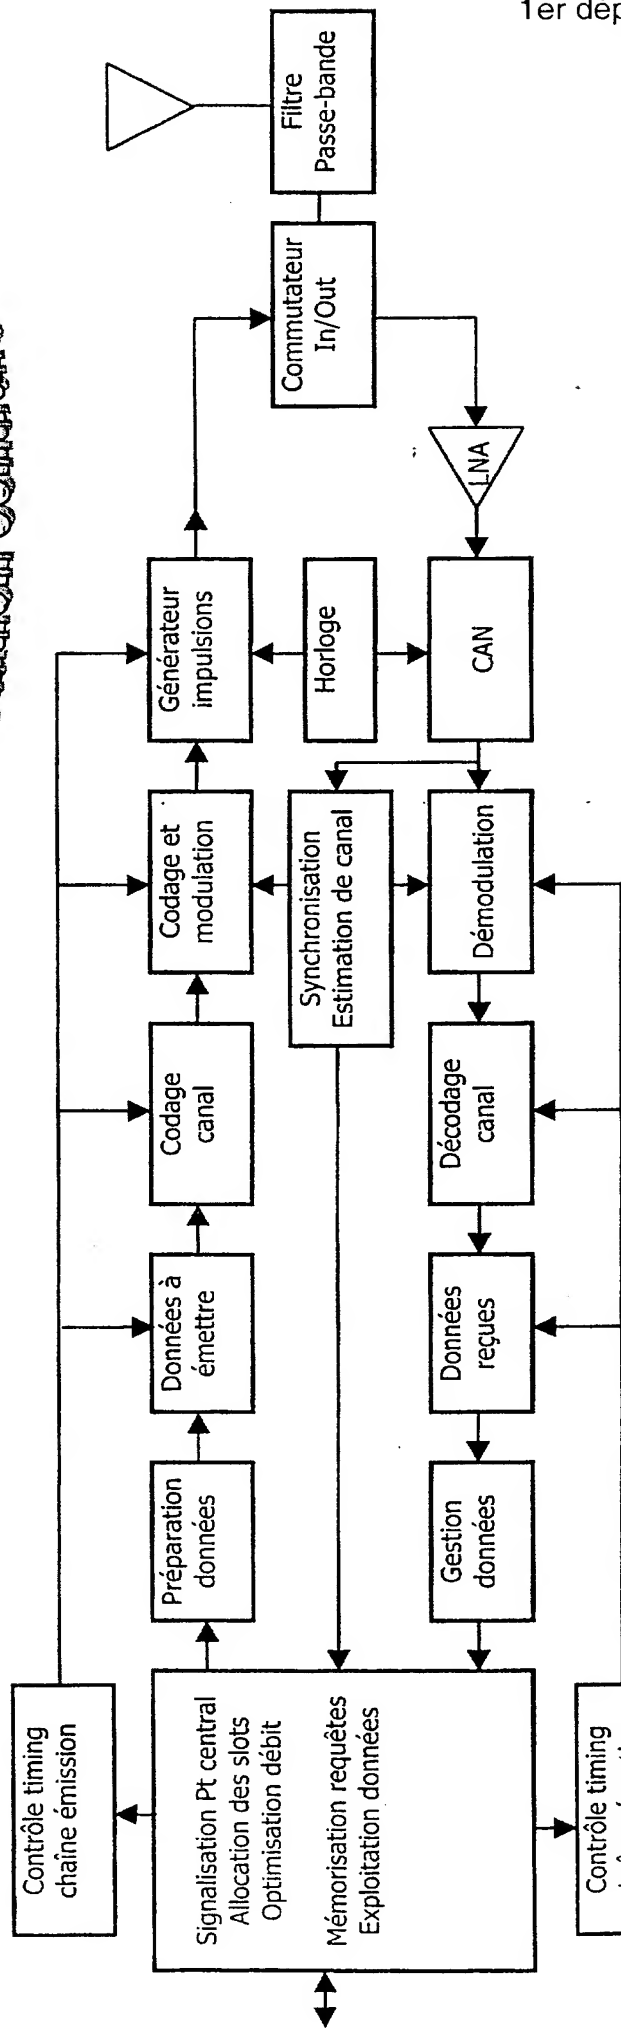 1er
Filtre
Passe-bande
Commutateur
In/Out
LNA
Générateur
impulsions
Horloge
CAN
Codage et
modulation
Synchronisation
Estimation de canal
Démodulation
Codage
canal
Décodage
canal
Données à
émettre
Données
reçues
Préparation
données
Gestion
données
Contrôle timing
chaîne émission
Signalisation Pt central
Allocation des slots
Optimisation débit
Mémorisation requêtes
Exploitation données
Contrôle timing